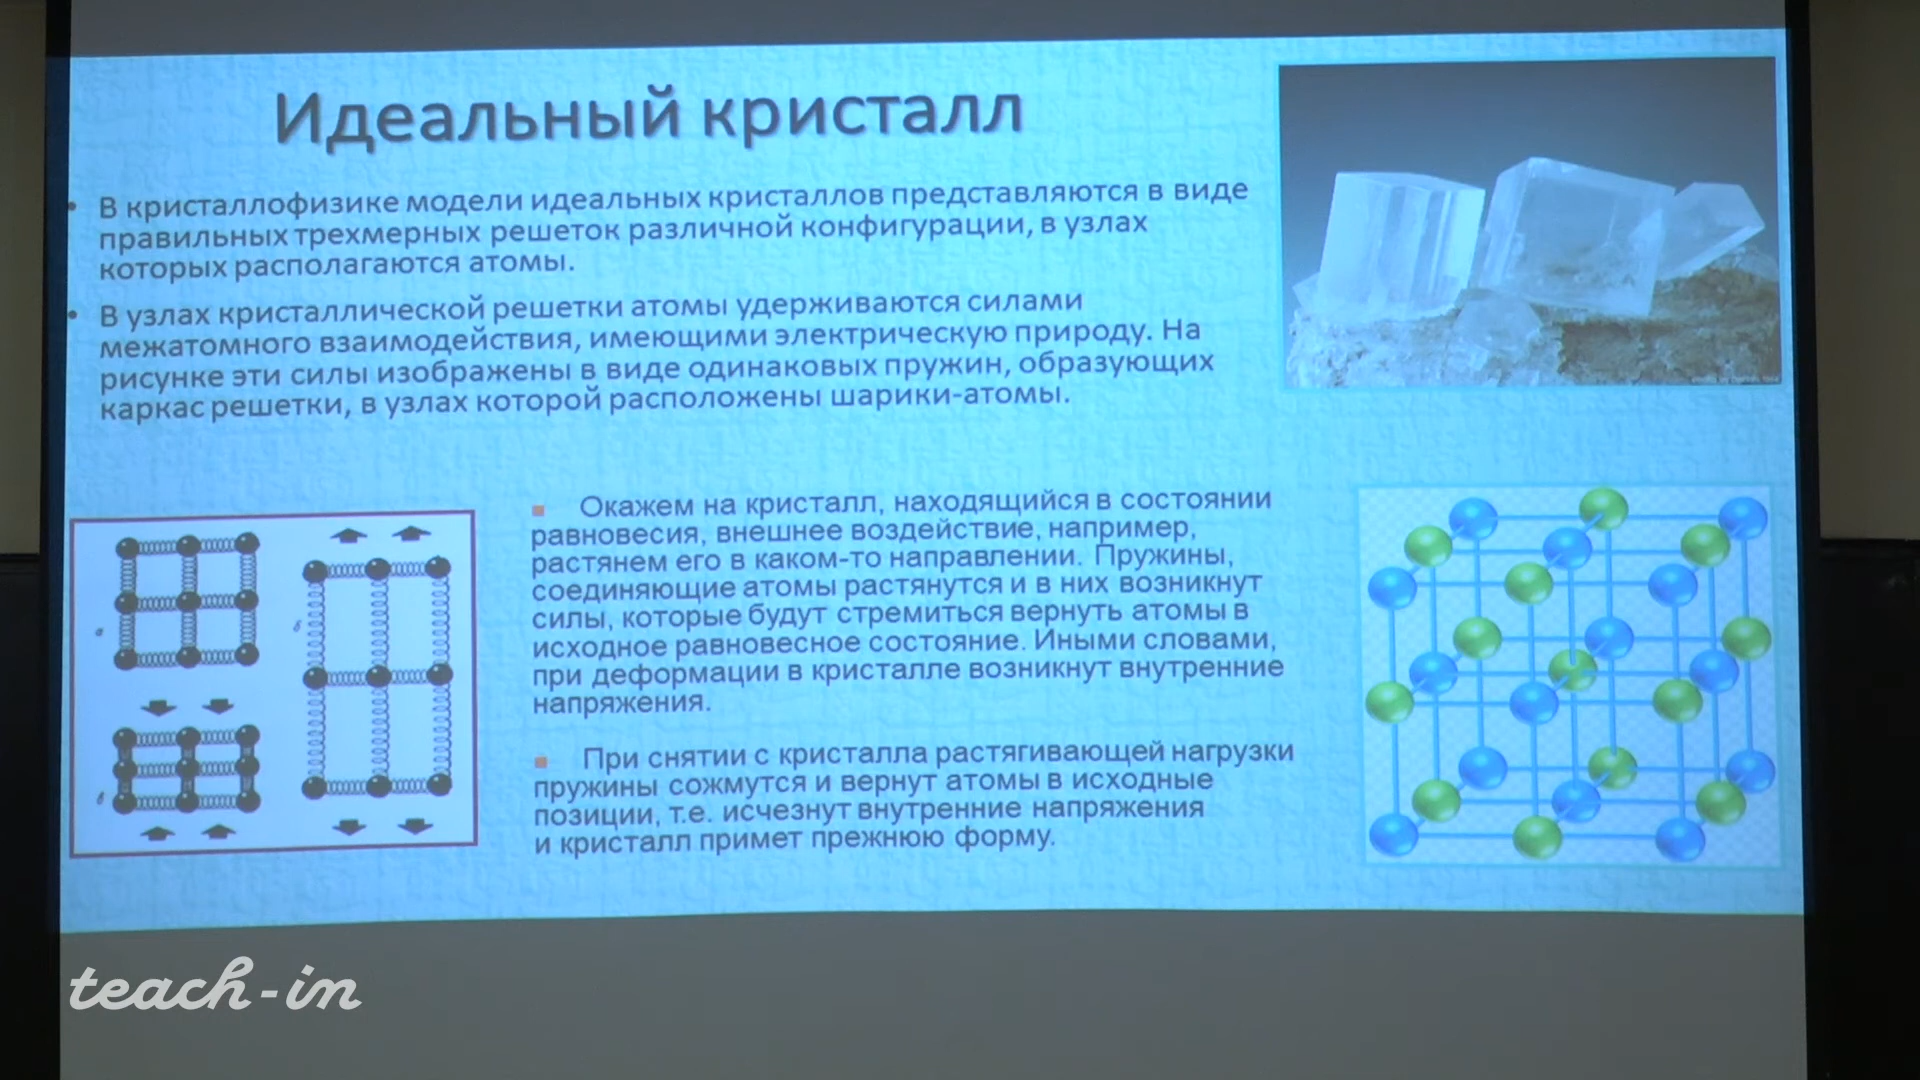 Идеальный кристалл
• В кристаллофизике модели идеальных кристаллов представляются в виде
правильных трехмерных решеток различной конфигурации, в узлах
которых располагаются атомы.
• В узлах кристаллической решетки атомы удерживаются силами
межатомного взаимодействия, имеющими электрическую природу. На
рисунке эти силы изображены в виде одинаковых пружин, образующих
каркас решетки, в узлах которой расположены шарики-атомы.
Окажем на кристалл, находящийся в состоянии
равновесия, внешнее воздействие, например,
растянем его в каком-то направлении. Пружины,
соединяющие атомы растянутся и в них возникнут
силы, которые будут стремиться вернуть атомы в
исходное равновесное состояние. Иными словами,
при деформации в кристалле возникнут внутренние
напряжения.
При снятии с кристалла растягивающей нагрузки
пружины сожмутся и вернут атомы в исходные
позиции, т.е. исчезнут внутренние напряжения
и кристалл примет прежнюю форму.
teach-in